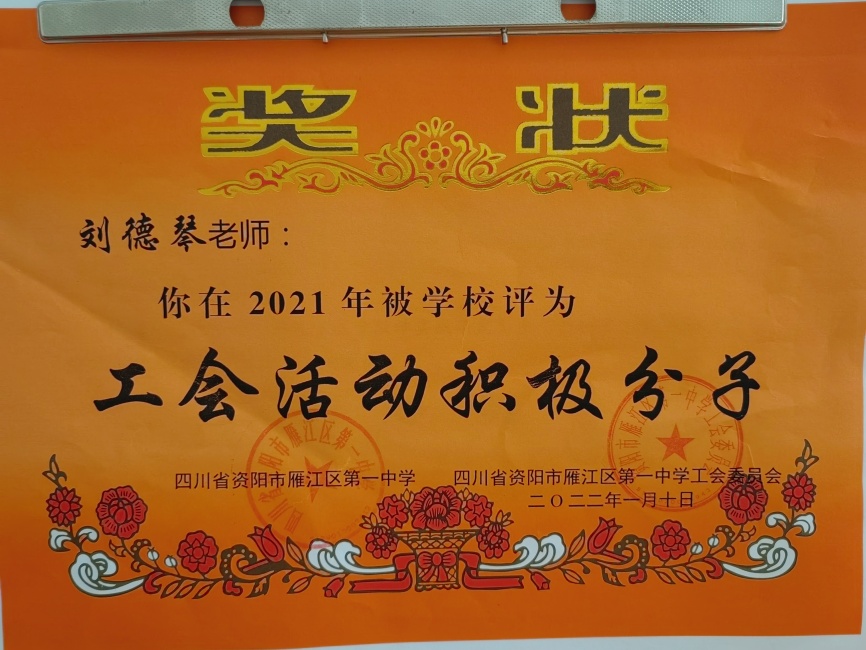 奖 状
刘德琴老师：
你在 2021 年被学校评为
工会活动积极分子
四川省资阳市雁江区第一中学 四川省资阳市雁江区第一中学工会委员会
二〇二二年一月十日